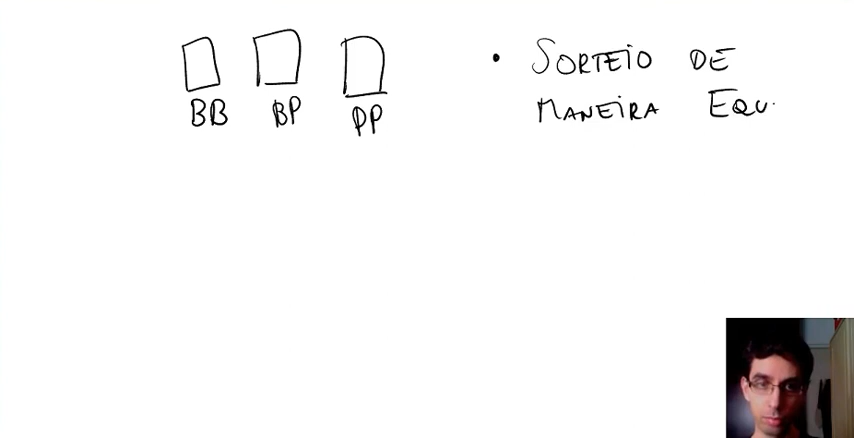 BB BP PP
• SORTEIO DE
MANEIRA EQU.